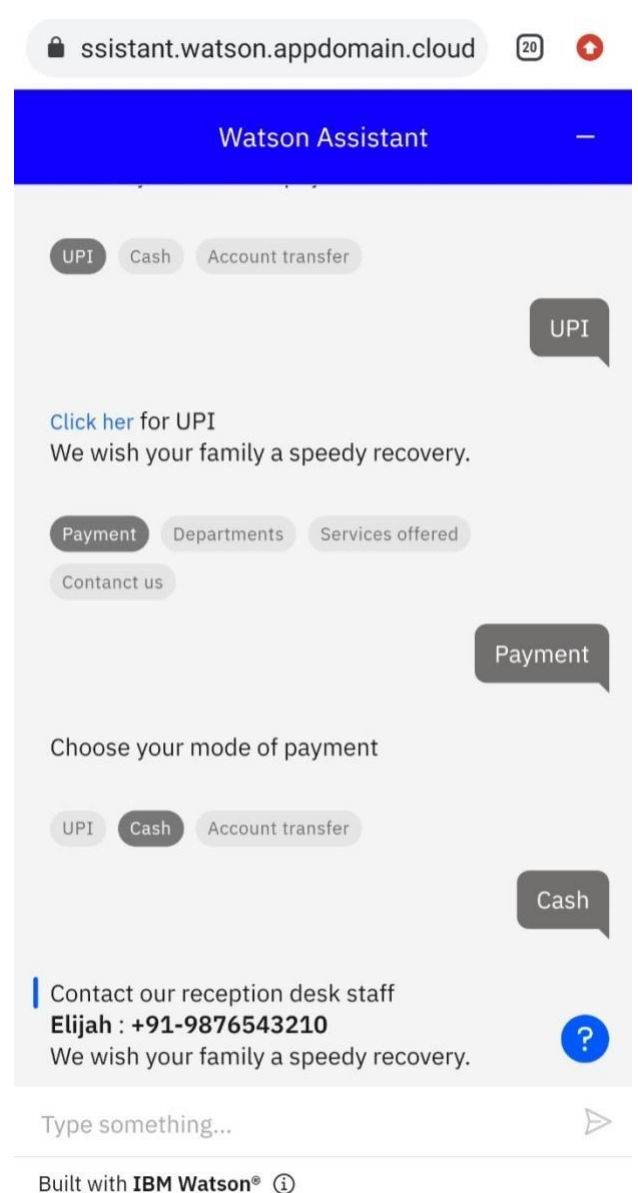 ssistant.watson.appdomain.cloud 20
Watson Assistant
UPI Cash Account transfer
UPI
Click her for UPI
We wish your family a speedy recovery.
Payment Departments Services offered
Contanct us
Payment
Choose your mode of payment
UPI Cash Account transfer
Cash
Contact our reception desk staff
Elijah : +91-9876543210
We wish your family a speedy recovery.
?
Type something...
Built with IBM Watson®